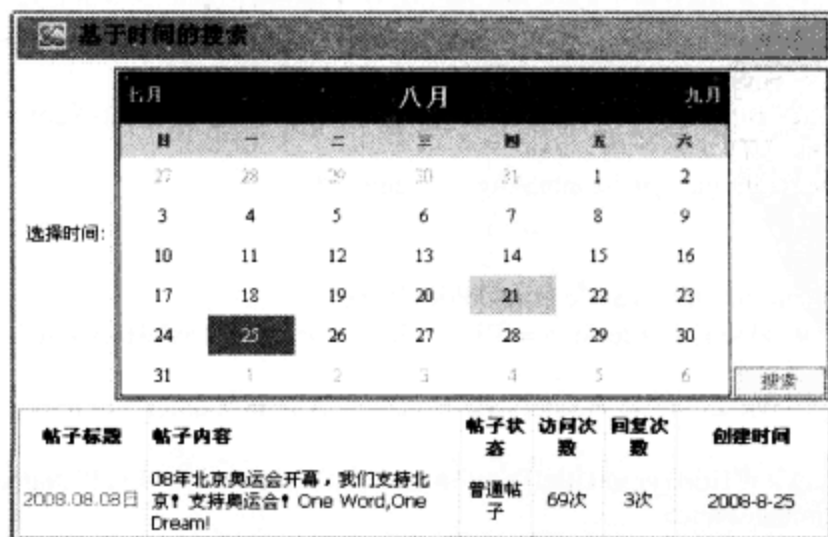 基于时间的搜索
七月 八月 九月
日 一 二 三 四 五 六
27 28 29 30 31 1 2
3 4 5 6 7 8 9
选择时间:
10 11 12 13 14 15 16
17 18 19 20 21 22 23
24 25 26 27 28 29 30
31 1 2 3 4 5 6
搜索
帖子标题 帖子内容 帖子状态 访问次数 回复次数 创建时间
2008.08.08日 08年北京奥运会开幕，我们支持北
京！支持奥运会！One Word,One
Dream!
普通帖子 69次 3次 2008-8-25